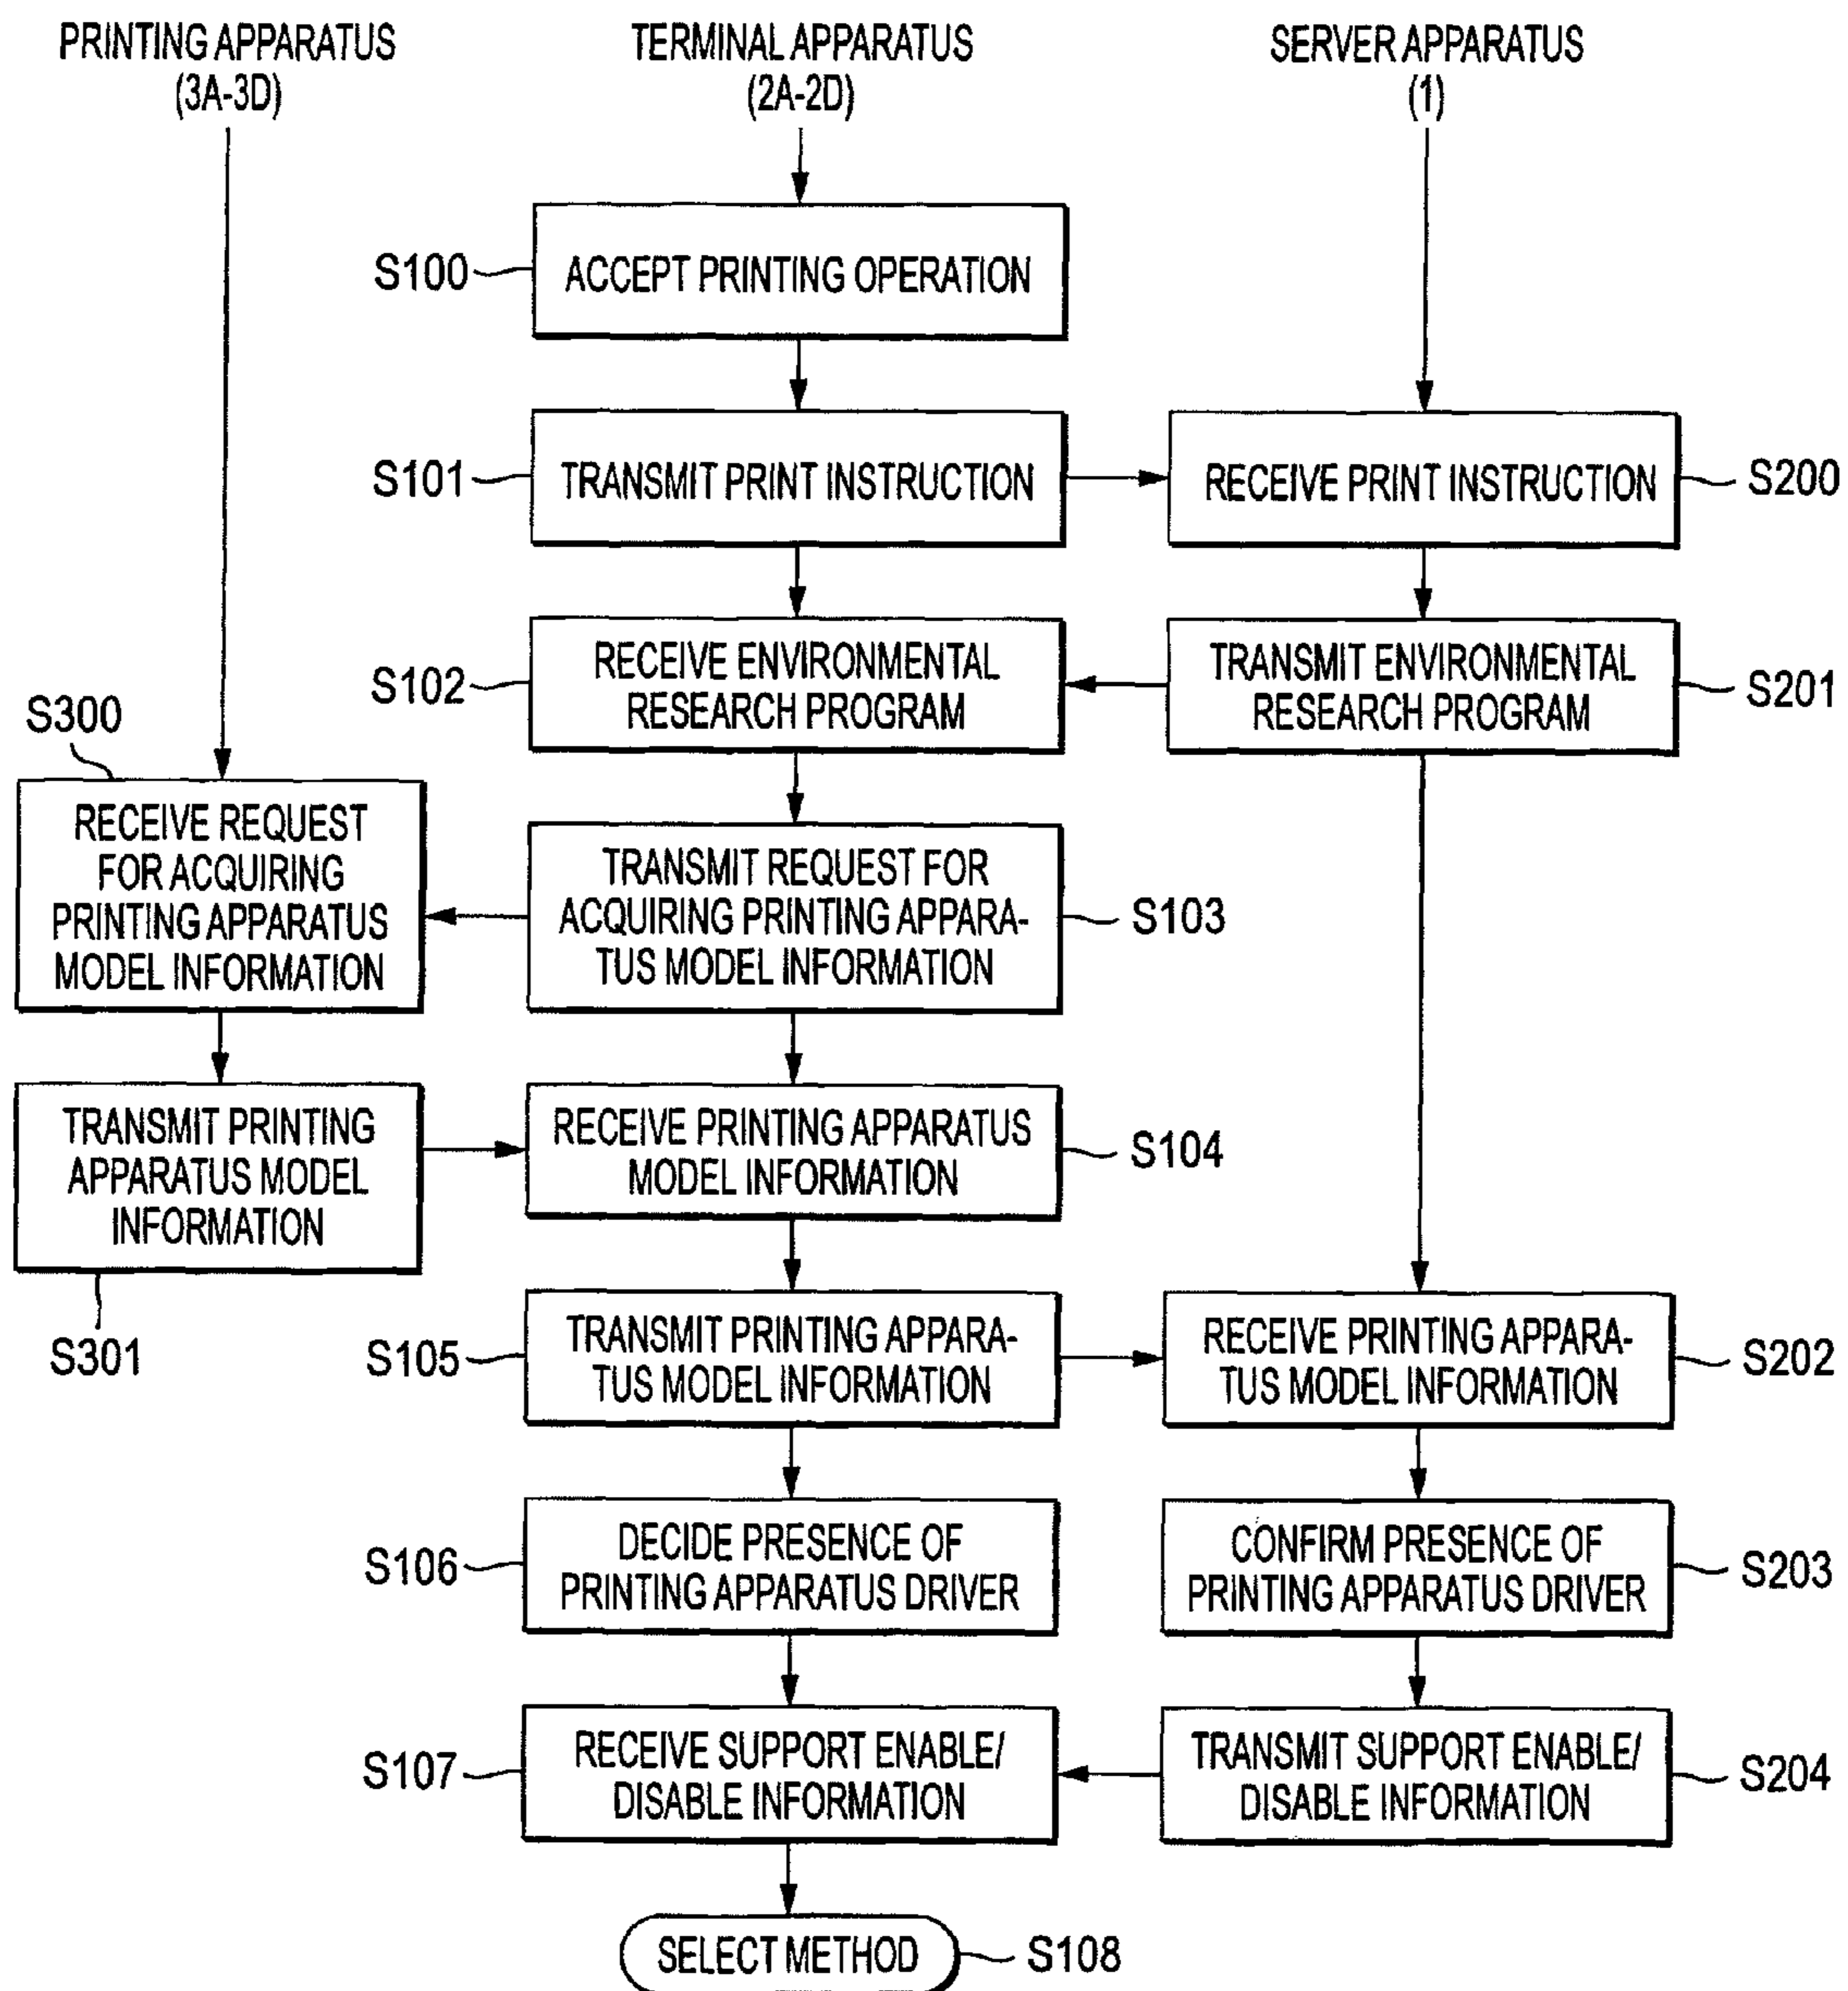 PRINTING APPARATUS
(3A-3D)
TERMINAL APPARATUS
(2A-2D)
SERVER APPARATUS
(1)
S100
ACCEPT PRINTING OPERATION
S101
TRANSMIT PRINT INSTRUCTION
RECEIVE PRINT INSTRUCTION
S200
S102
RECEIVE ENVIRONMENTAL
RESEARCH PROGRAM
TRANSMIT ENVIRONMENTAL
RESEARCH PROGRAM
S201
S300
RECEIVE REQUEST
FOR ACQUIRING
PRINTING APPARATUS
MODEL INFORMATION
TRANSMIT REQUEST FOR
ACQUIRING PRINTING APPARA-
TUS MODEL INFORMATION
S103
TRANSMIT PRINTING
APPARATUS MODEL
INFORMATION
S301
RECEIVE PRINTING APPARATUS
MODEL INFORMATION
S104
S105
TRANSMIT PRINTING APPARA-
TUS MODEL INFORMATION
RECEIVE PRINTING APPARA-
TUS MODEL INFORMATION
S202
S106
DECIDE PRESENCE OF
PRINTING APPARATUS DRIVER
CONFIRM PRESENCE OF
PRINTING APPARATUS DRIVER
S203
S107
RECEIVE SUPPORT ENABLE/
DISABLE INFORMATION
TRANSMIT SUPPORT ENABLE/
DISABLE INFORMATION
S204
SELECT METHOD
S108